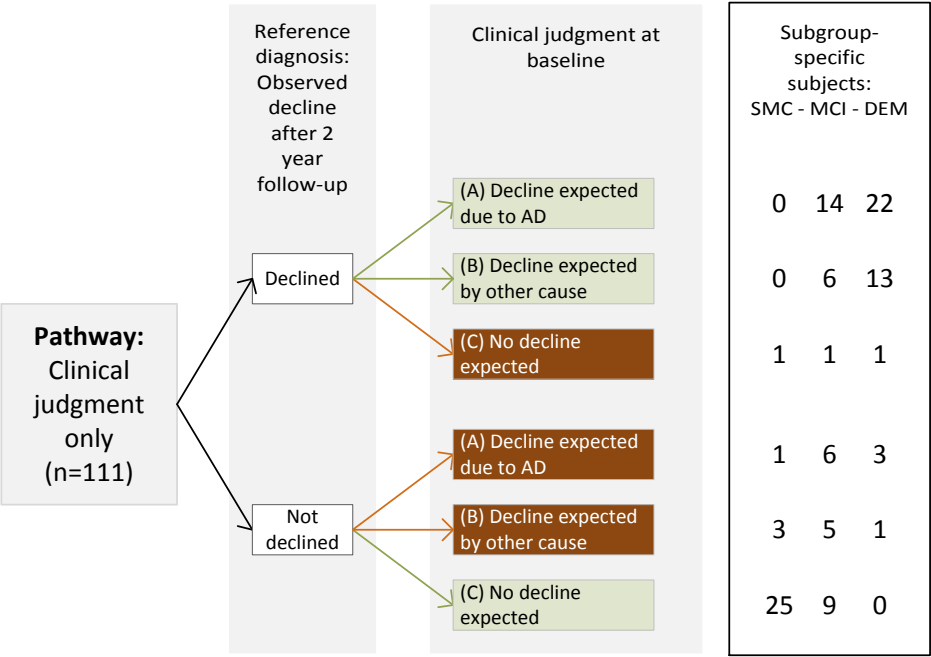 Reference
diagnosis:
Observed
decline
after 2
year
follow-up
Clinical judgment at
baseline
Subgroup-
specific
subjects:
SMC - MCI - DEM
Pathway:
Clinical
judgment
only
(n=111)
Declined
(A) Decline expected
due to AD
0 14 22
(B) Decline expected
by other cause
0 6 13
(C) No decline
expected
1 1 1
Not
declined
(A) Decline expected
due to AD
1 6 3
(B) Decline expected
by other cause
3 5 1
(C) No decline
expected
25 9 0